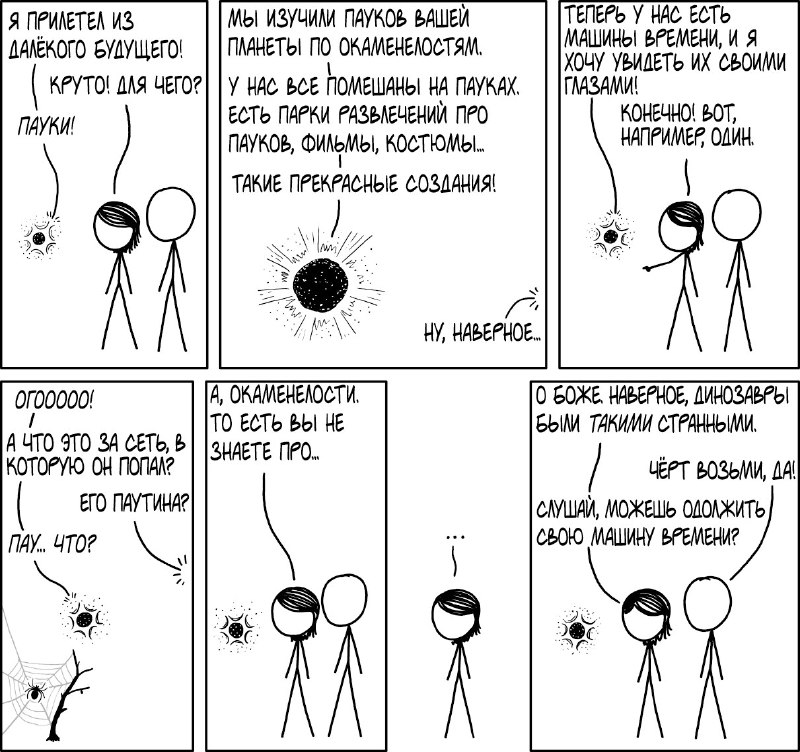 Я ПРИЛЕТЕЛ ИЗ
ДАЛЁКОГО БУДУЩЕГО!
КРУТО! ДЛЯ ЧЕГО?
ПАУКИ!
МЫ ИЗУЧИЛИ ПАУКОВ ВАШЕЙ
ПЛАНЕТЫ ПО ОКАМЕНЕЛОСТЯМ.
У НАС ВСЕ ПОМЕШАНЫ НА ПАУКАХ.
ЕСТЬ ПАРКИ РАЗВЛЕЧЕНИЙ ПРО
ПАУКОВ, ФИЛЬМЫ, КОСТЮМЫ...
ТАКИЕ ПРЕКРАСНЫЕ СОЗДАНИЯ!
НУ, НАВЕРНОЕ...
ТЕПЕРЬ У НАС ЕСТЬ
МАШИНЫ ВРЕМЕНИ, И Я
ХОЧУ УВИДЕТЬ ИХ СВОИМИ
ГЛАЗАМИ!
КОНЕЧНО! ВОТ,
НАПРИМЕР, ОДИН.
ОГООООО!
А ЧТО ЭТО ЗА СЕТЬ, В
КОТОРУЮ ОН ПОПАЛ?
ЕГО ПАУТИНА?
ПАУ... ЧТО?
А, ОКАМЕНЕЛОСТИ.
ТО ЕСТЬ ВЫ НЕ
ЗНАЕТЕ ПРО...
...
О БОЖЕ. НАВЕРНОЕ, ДИНОЗАВРЫ
БЫЛИ ТАКИМИ СТРАННЫМИ.
ЧЁРТ ВОЗЬМИ, ДА!
СЛУШАЙ, МОЖЕШЬ ОДОЛЖИТЬ
СВОЮ МАШИНУ ВРЕМЕНИ?